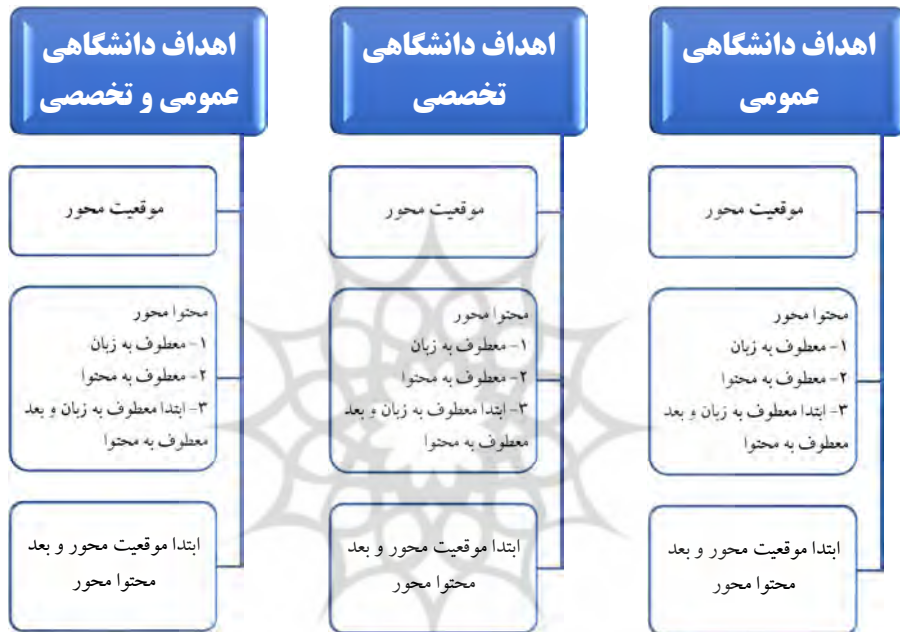 اهداف دانشگاهی
عمومی
موقعیت محور
محتوا محور
۱- معطوف به زبان
۲- معطوف به محتوا
۳- ابتدا معطوف به زبان و بعد
معطوف به محتوا
ابتدا موقعیت محور و بعد
محتوا محور
اهداف دانشگاهی
تخصصی
موقعیت محور
محتوا محور
۱- معطوف به زبان
۲- معطوف به محتوا
۳- ابتدا معطوف به زبان و بعد
معطوف به محتوا
ابتدا موقعیت محور و بعد
محتوا محور
اهداف دانشگاهی
عمومی و تخصصی
موقعیت محور
محتوا محور
۱- معطوف به زبان
۲- معطوف به محتوا
۳- ابتدا معطوف به زبان و بعد
معطوف به محتوا
ابتدا موقعیت محور و بعد
محتوا محور